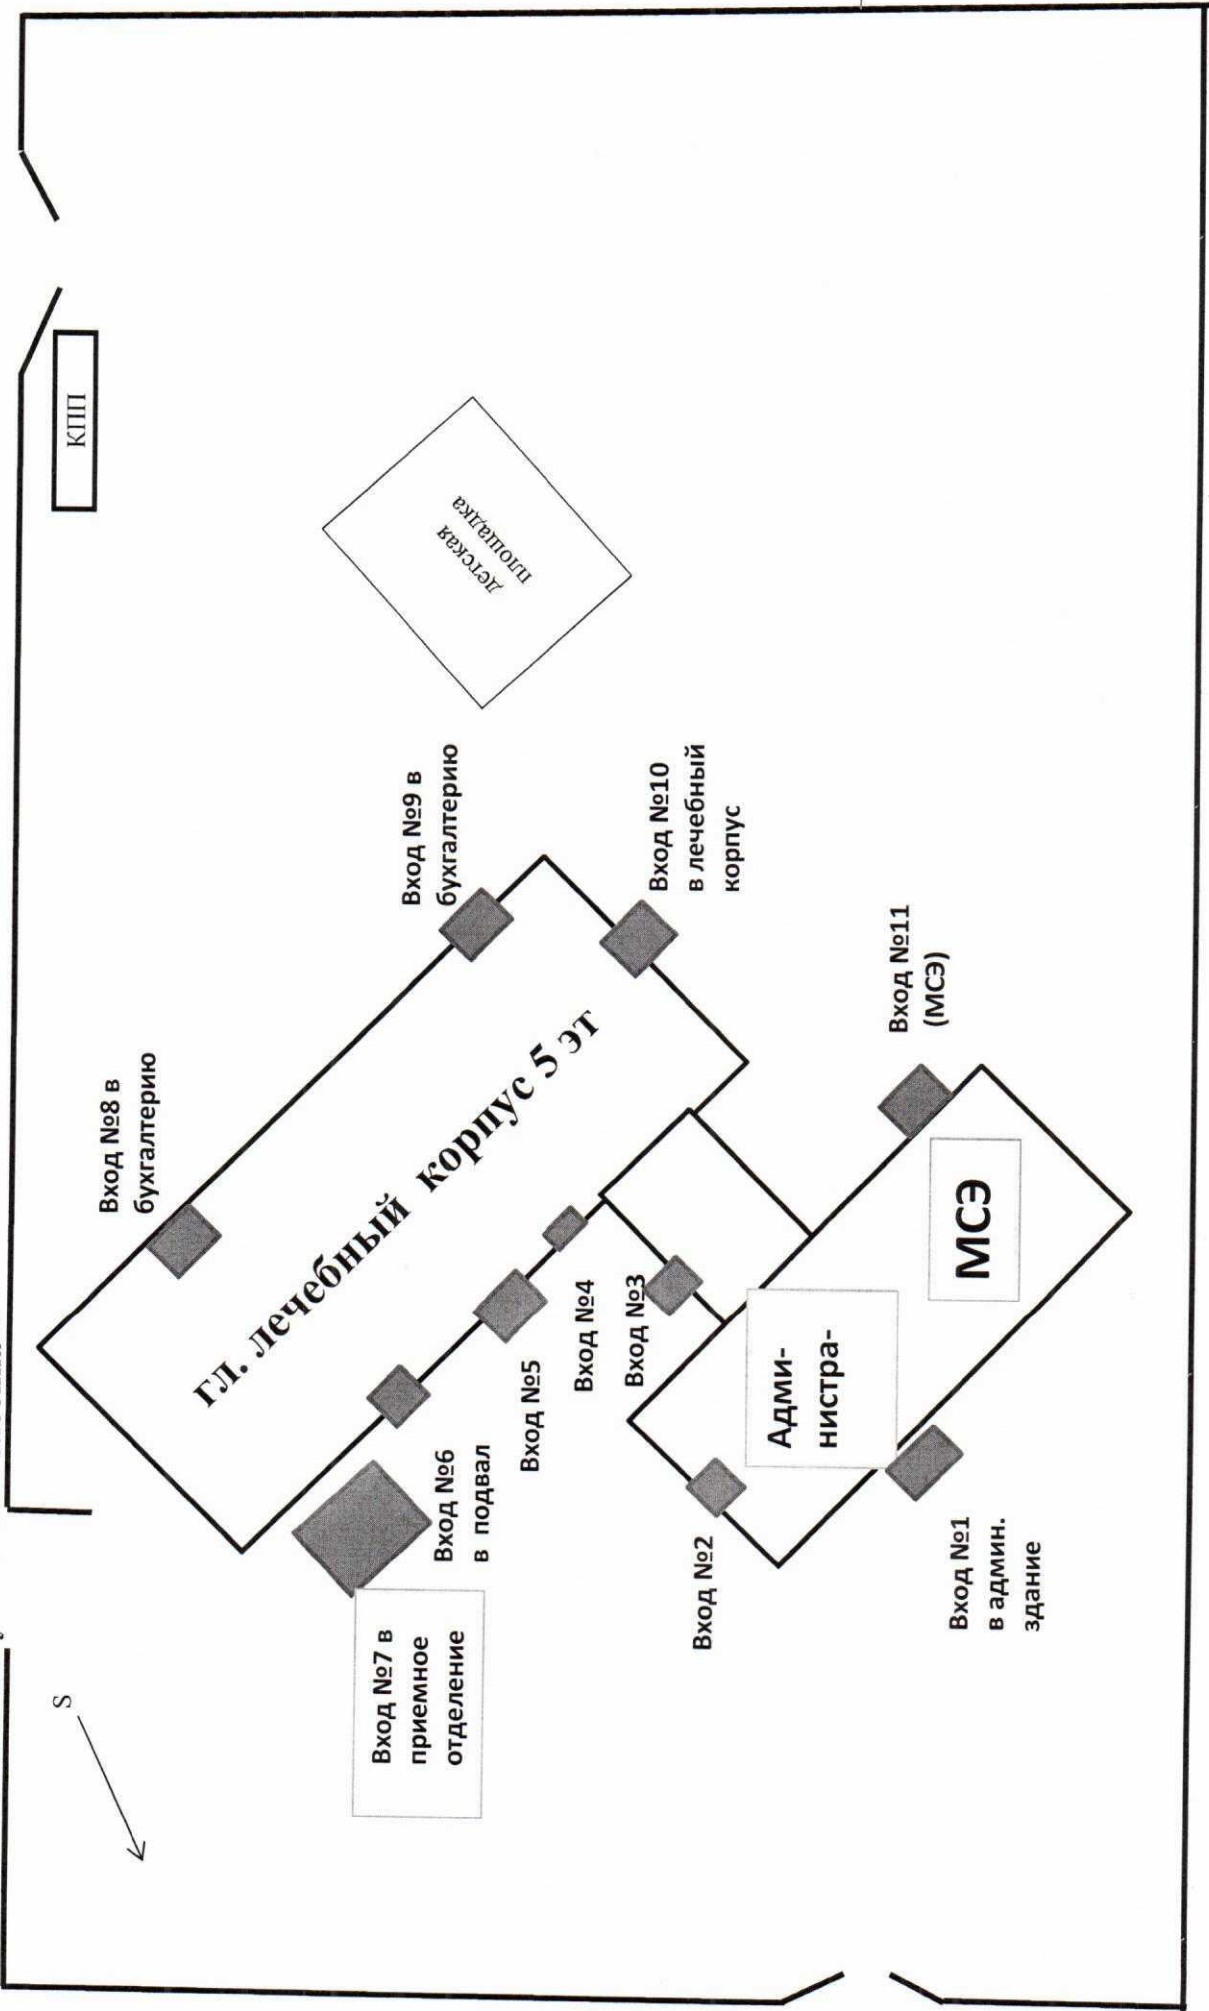 S
КПП
детская
площадка
Вход №8 в
бухгалтерию
Вход №9 в
бухгалтерию
Вход №10
в лечебный
корпус
гл. лечебный корпус 5 эт
Вход №7 в
приемное
отделение
Вход №6
в подвал
Вход №5
Вход №4
Вход №3
Вход №2
Адми-
нистра-
МСЭ
Вход №11
(МСЭ)
Вход №1
в админ.
здание